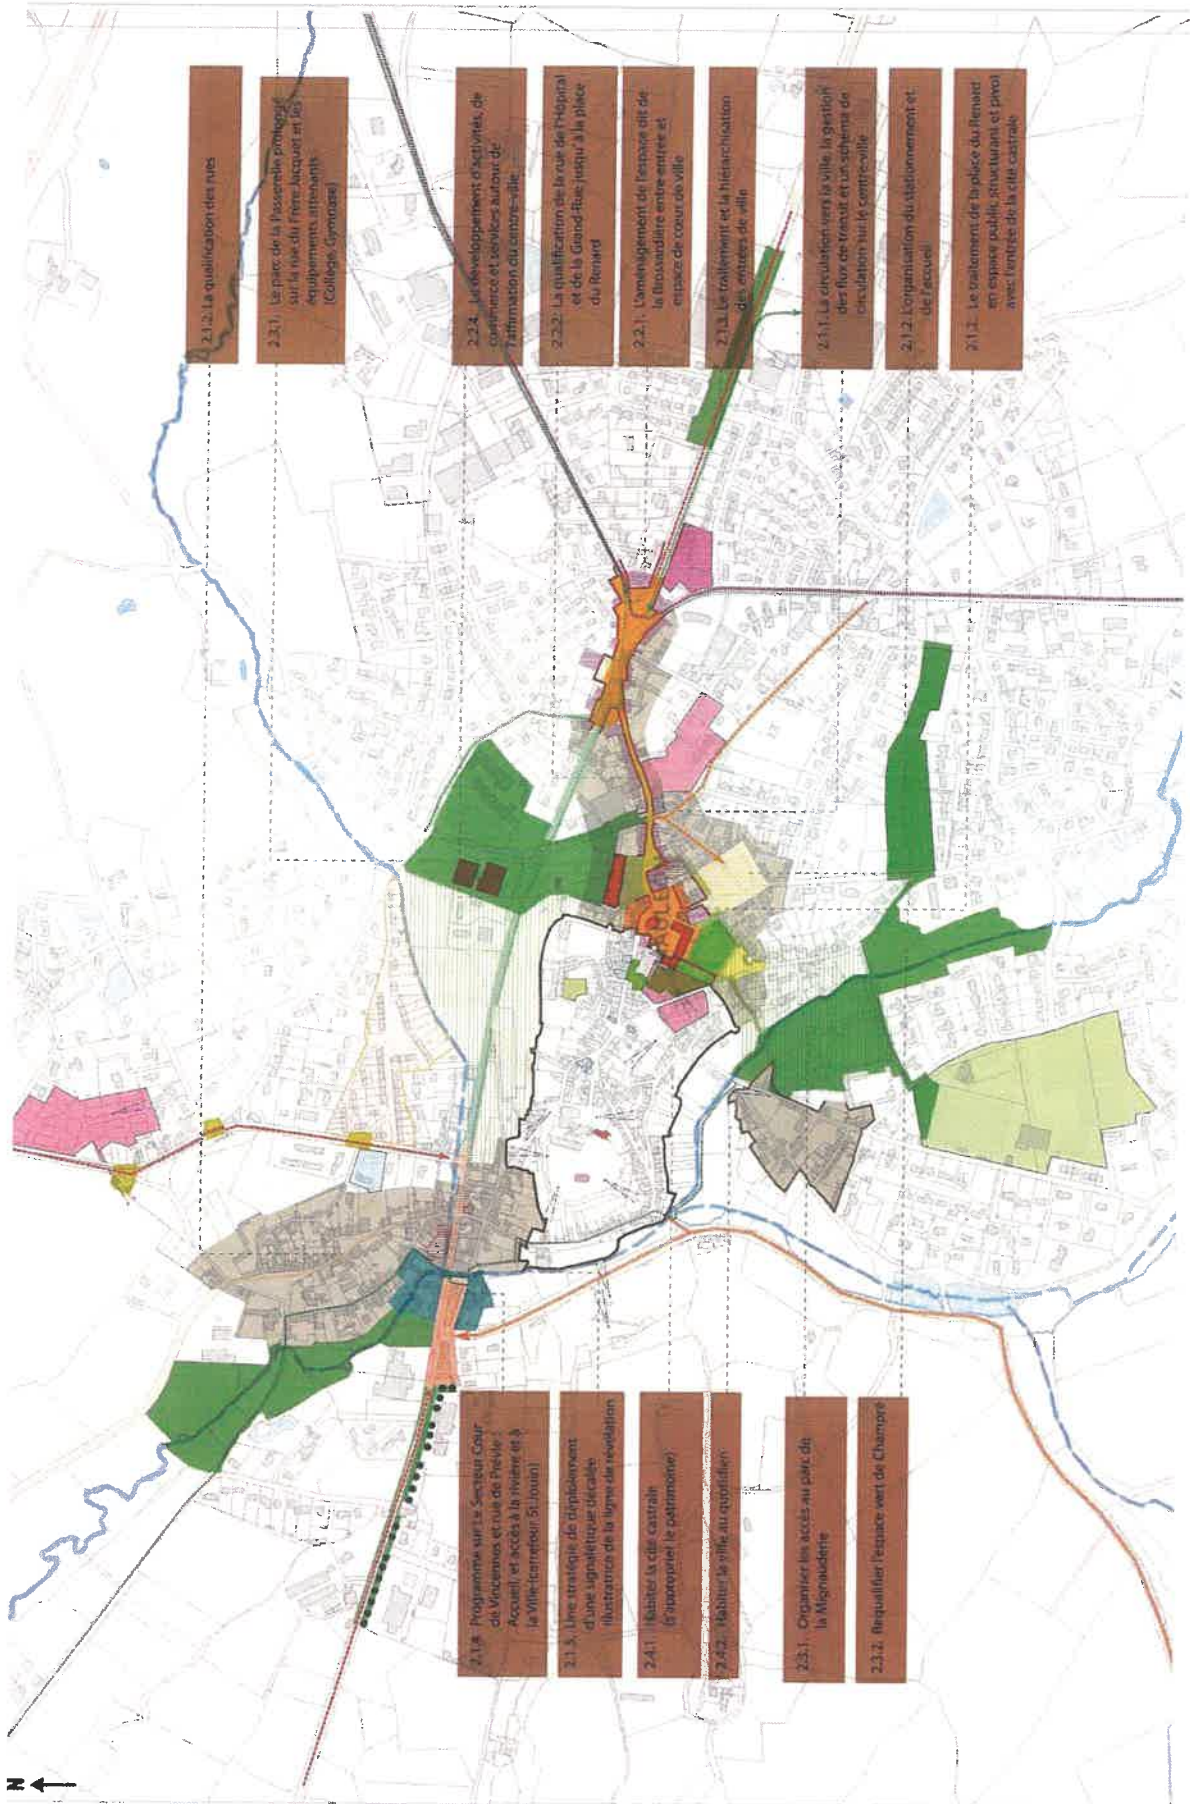 N
2.1.2. La qualification des rues
2.3.1. Le parc de la Passerelle prolongé
sur la rue du Frère Jacquet et les
équipements attenants
(Collège, Gymnase)
2.2.4. Le développement d'activités, de
commerce et services autour de
l'affirmation du centre-ville
2.2.2. La qualification de la rue de l'Hôpital
et de la Grand-Rue jusqu'à la place
du Renard
2.2.1. L'aménagement de l'espace dit de
la Brossardière entre entrée et
espace de cœur de ville
2.1.3. Le traitement et la hiérarchisation
des entrées de ville
2.1.1. La circulation vers la ville, la gestion
des flux de transit et un schéma de
circulation sur le centre-ville
2.1.2. L'organisation du stationnement et
de l'accueil
2.1.2. Le traitement de la place du Renard
en espace public structurant et pivot
avec l'entrée de la cité castrale
2.1.4. Programme sur Le Secteur Cour
de Vincennes et rue de Préville :
Accueil, et accès à la rivière et à
la Ville (carrefour St Jouin)
2.1.5. Une stratégie de déploiement
d'une signalétique décalée
illustratrice de la ligne de révélation
2.4.1. Habiter la cité castrale
(s'approprier le patrimoine)
2.4.2. Habiter la ville au quotidien
2.3.1. Organiser les accès au parc de
la Mignauderie
2.3.2. Requalifier l'espace vert de Champré